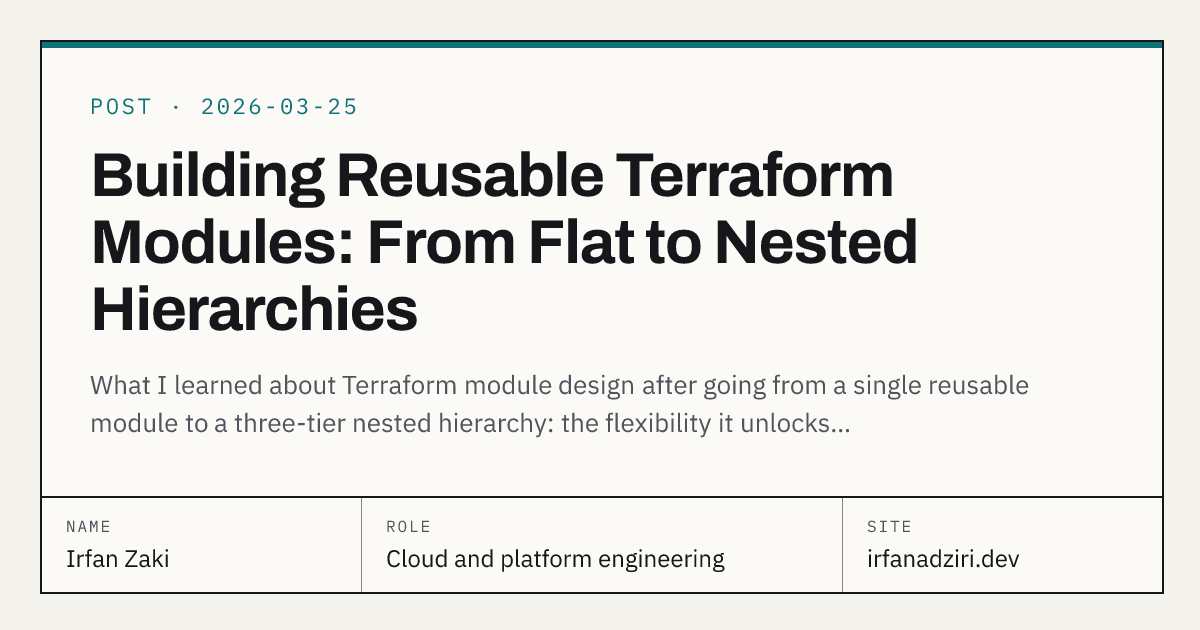 POST · 2026-03-25
Building Reusable Terraform
Modules: From Flat to Nested
Hierarchies
What I learned about Terraform module design after going from a single reusable
module to a three-tier nested hierarchy: the flexibility it unlocks...
NAME
Irfan Zaki
ROLE
Cloud and platform engineering
SITE
irfanadziri.dev